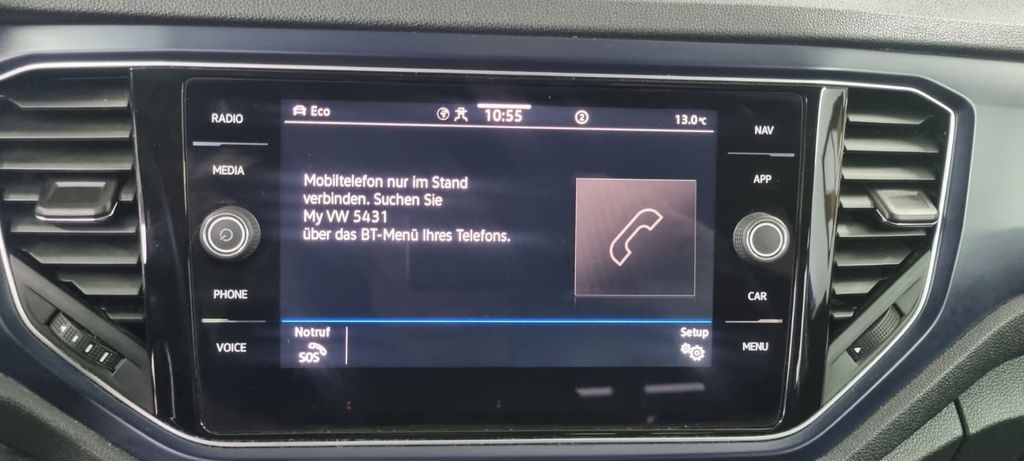 RADIO
MEDIA
PHONE
VOICE
Eco
10:55
2
13.0°C
Mobiltelefon nur im Stand
verbinden. Suchen Sie
My VW 5431
über das BT-Menü Ihres Telefons.
Notruf
SOS
Setup
NAV
APP
CAR
MENU